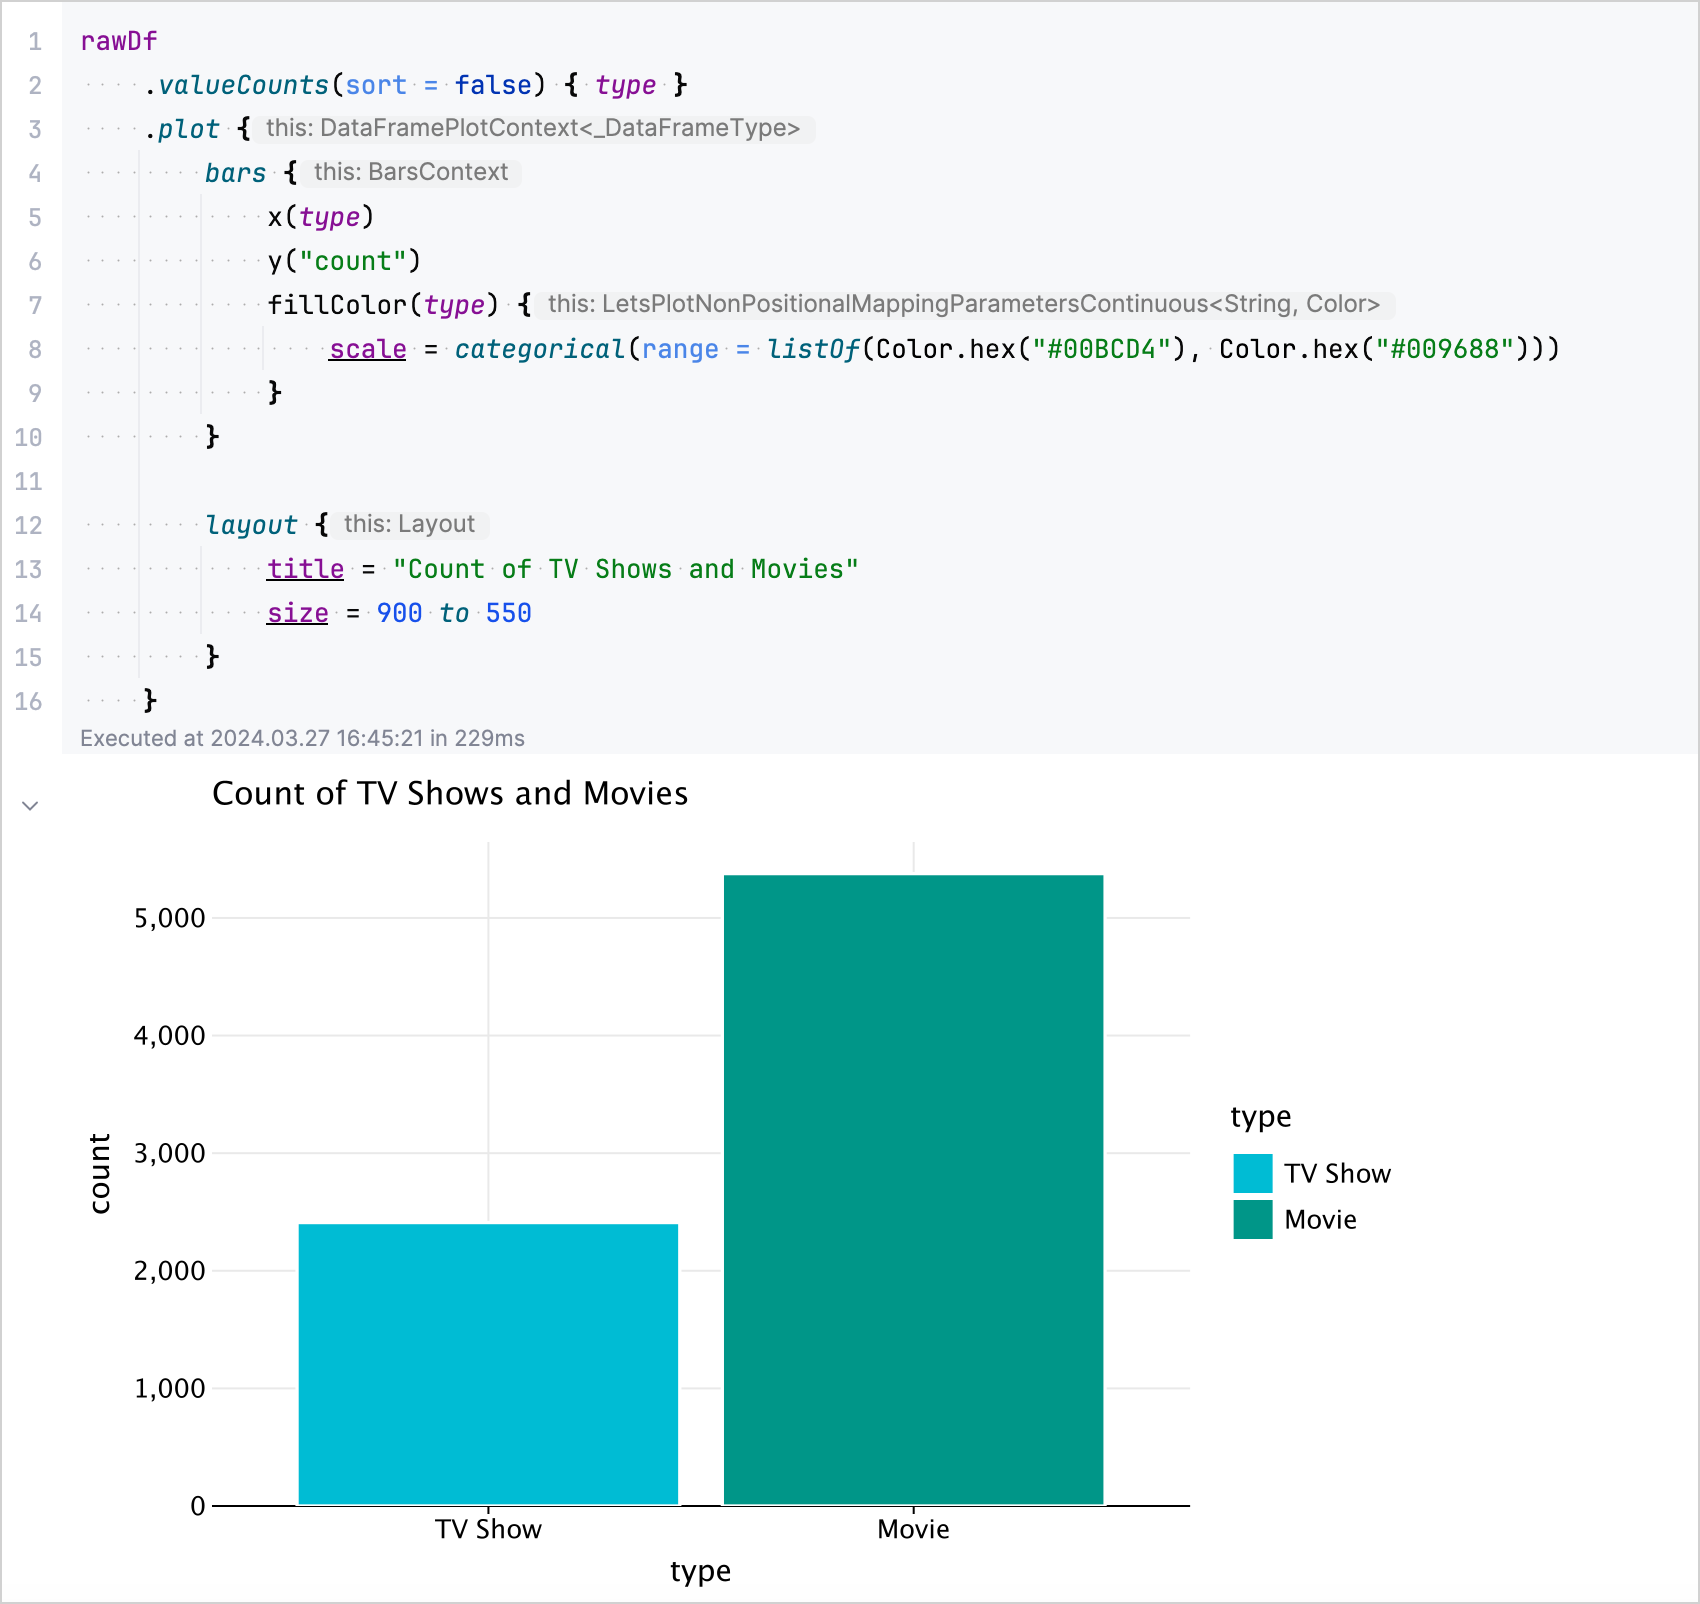 1 rawDf
2 .valueCounts(sort = false) { type }
3 .plot { this: DataFramePlotContext<_DataFrameType>
4 bars { this: BarsContext
5 x(type)
6 y("count")
7 fillColor(type) { this: LetsPlotNonPositionalMappingParametersContinuous<String, Color>
8 scale = categorical(range = listOf(Color.hex("#00BCD4"), Color.hex("#009688")))
9 }
10 }
11
12 layout { this: Layout
13 title = "Count of TV Shows and Movies"
14 size = 900 to 550
15 }
16 }
Executed at 2024.03.27 16:45:21 in 229ms
Count of TV Shows and Movies
5,000
4,000
3,000
2,000
1,000
0
count
TV Show
Movie
type
type
TV Show
Movie